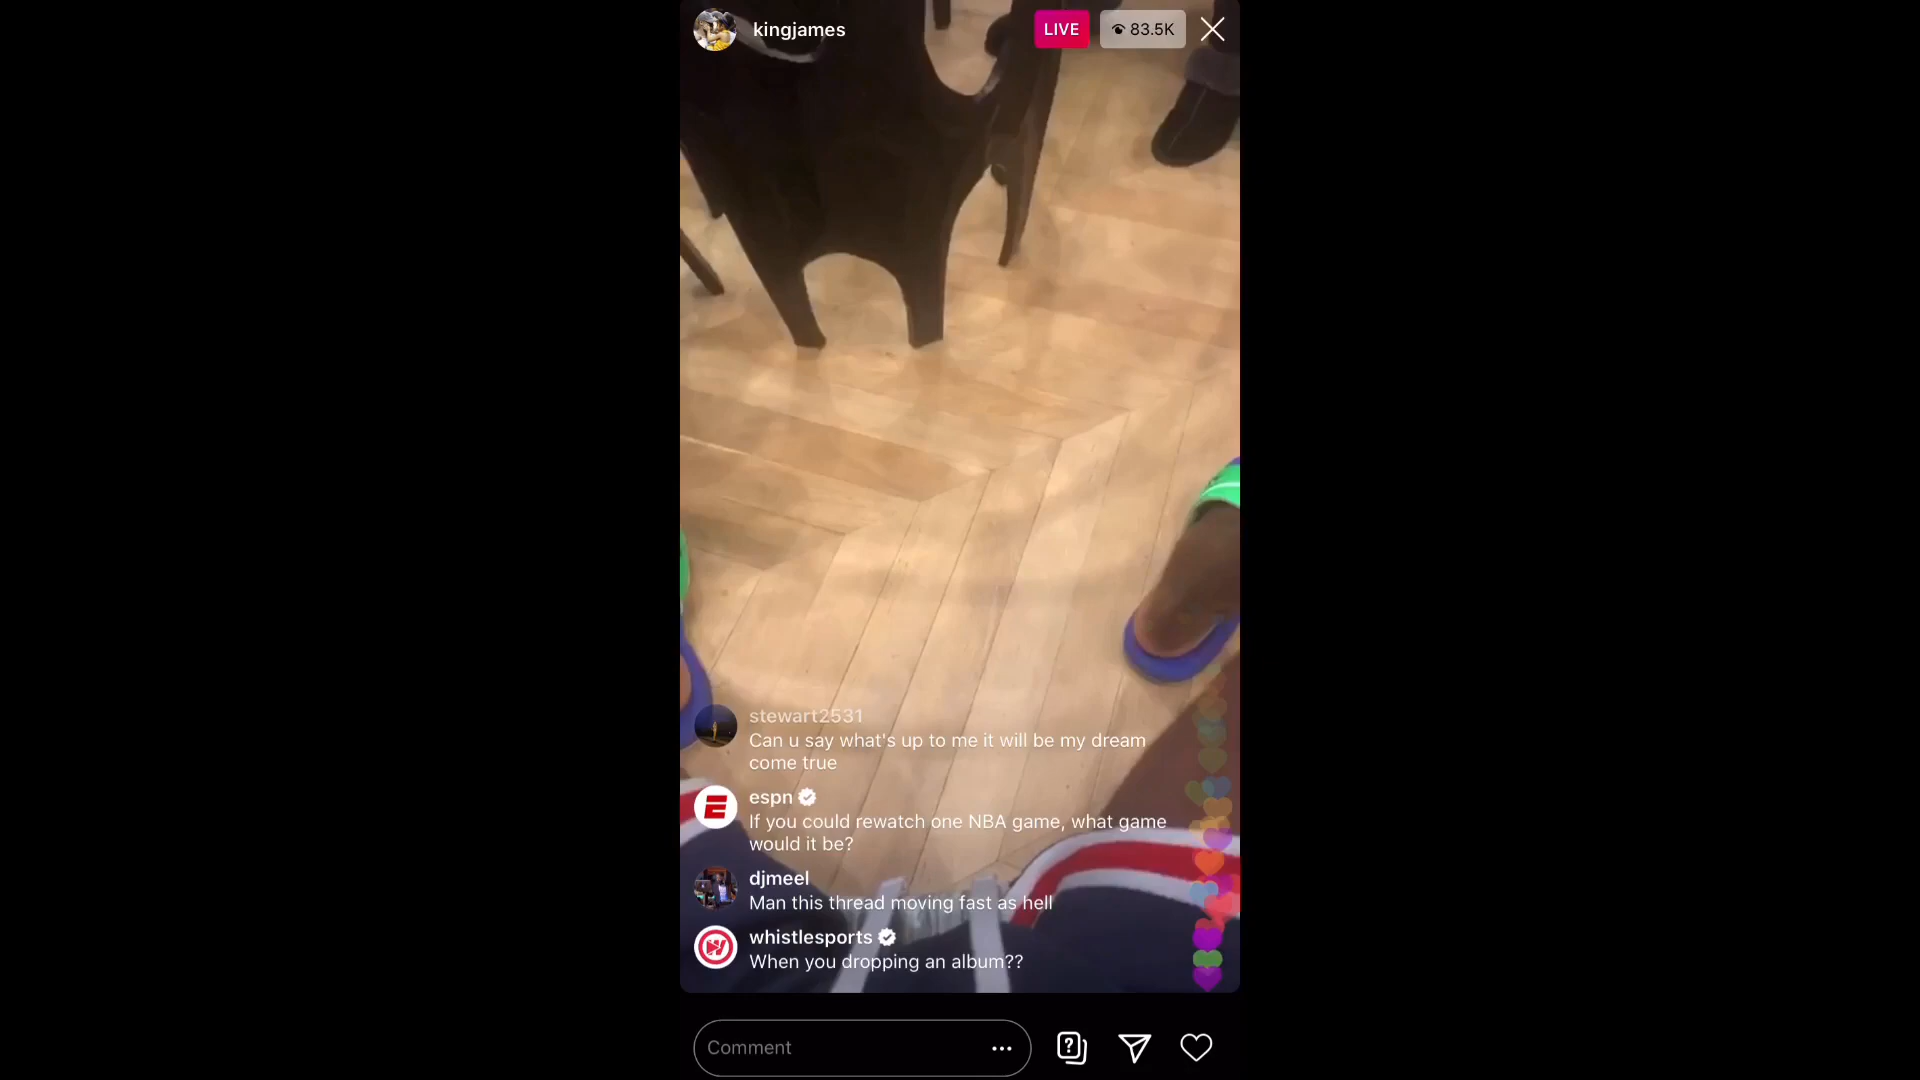 kingjames
LIVE
83.5K
stewart2531
Can u say what's up to me it will be my dream
come true
espn
If you could rewatch one NBA game, what game
would it be?
djmeel
Man this thread moving fast as hell
whistlesports
When you dropping an album??
Comment